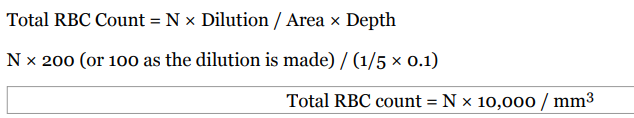 Total RBC Count = N × Dilution / Area × Depth
N × 200 (or 100 as the dilution is made) / (1/5 × 0.1)
Total RBC count = N × 10,000 / mm³